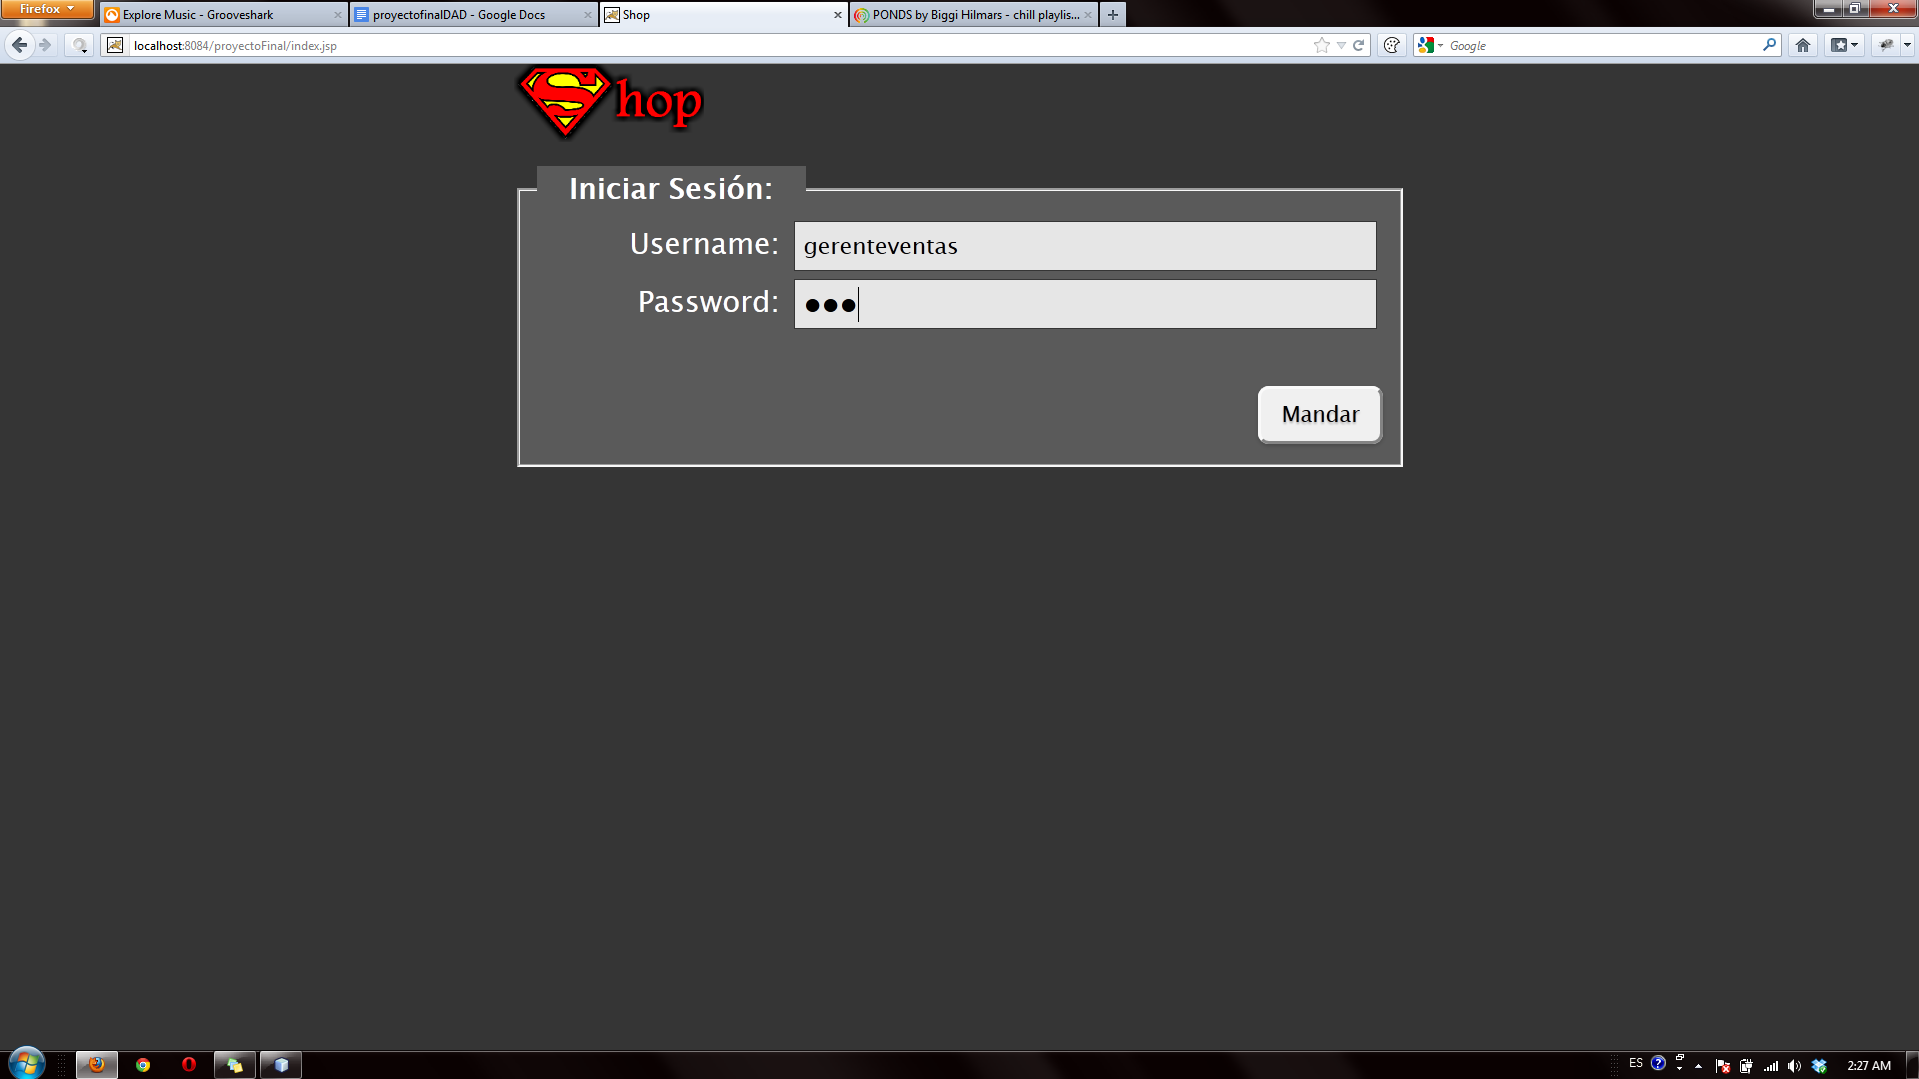 Firefox
Explore Music - Grooveshark
proyectofinalDAD - Google Docs
Shop
PONDS by Biggi Hilmars - chill playlis...
localhost:8084/proyectoFinal/index.jsp
Google
Shop
Iniciar Sesión:
Username:
gerenteventas
Password:
Mandar
ES
2:27 AM